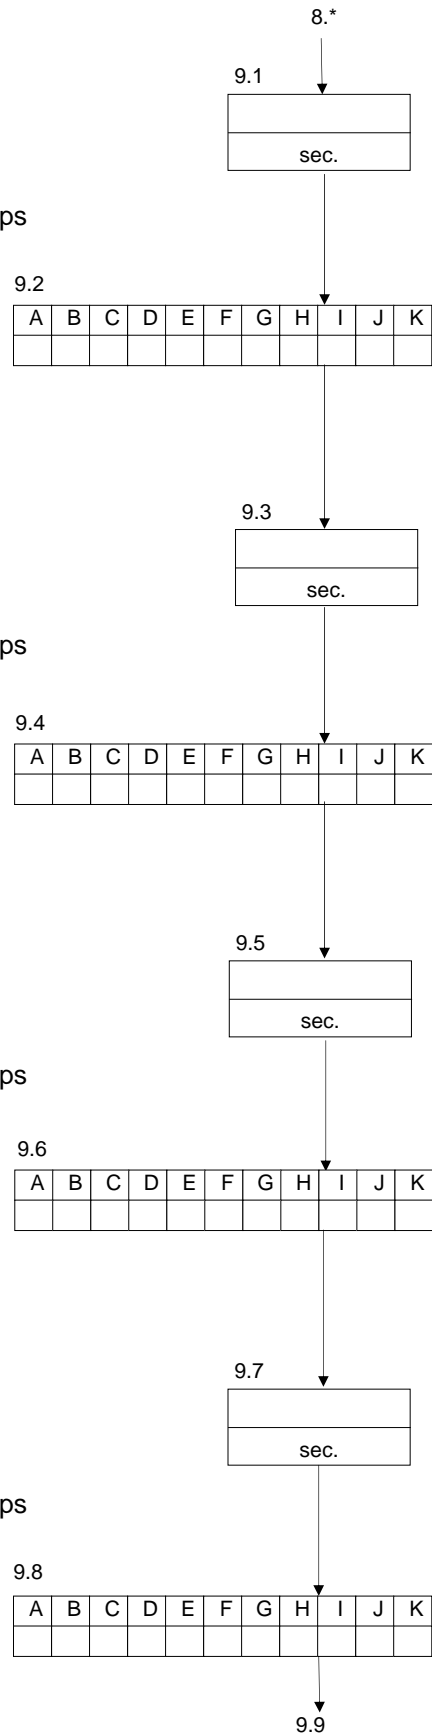 8.*
9.1
sec.
ps
9.2
A B C D E F G H I J K
9.3
sec.
ps
9.4
A B C D E F G H I J K
9.5
sec.
ps
9.6
A B C D E F G H I J K
9.7
sec.
ps
9.8
A B C D E F G H I J K
9.9